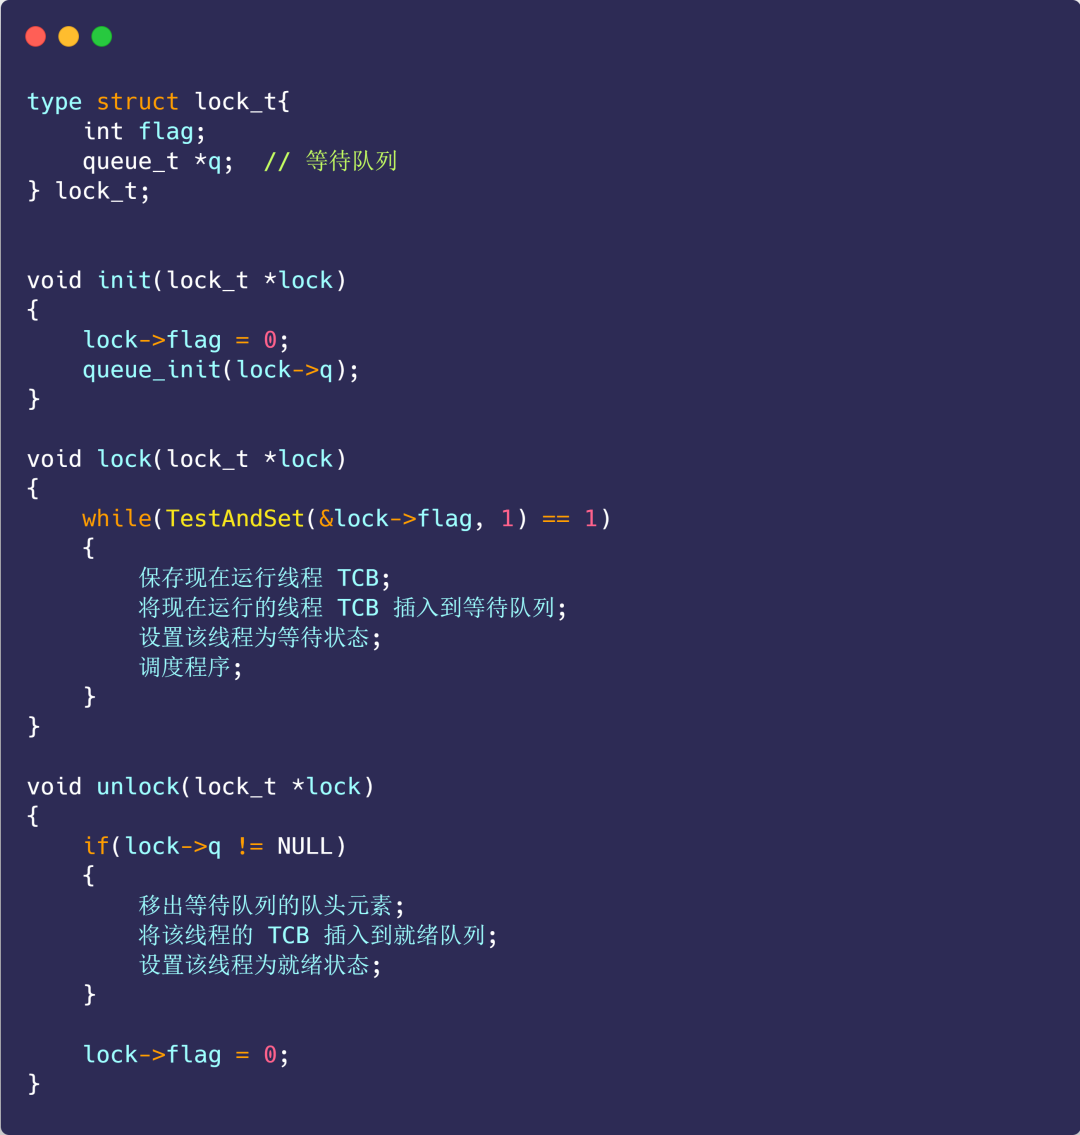 type struct lock_t{
    int flag;
    queue_t *q;  // 等待队列
} lock_t;
void init(lock_t *lock)
{
    lock->flag = 0;
    queue_init(lock->q);
}
void lock(lock_t *lock)
{
    while(TestAndSet(&lock->flag, 1) == 1)
    {
        保存现在运行线程 TCB;
        将现在运行的线程 TCB 插入到等待队列;
        设置该线程为等待状态;
        调度程序;
    }
}
void unlock(lock_t *lock)
{
    if(lock->q != NULL)
    {
        移出等待队列的队头元素;
        将该线程的 TCB 插入到就绪队列;
        设置该线程为就绪状态;
    }
    lock->flag = 0;
}